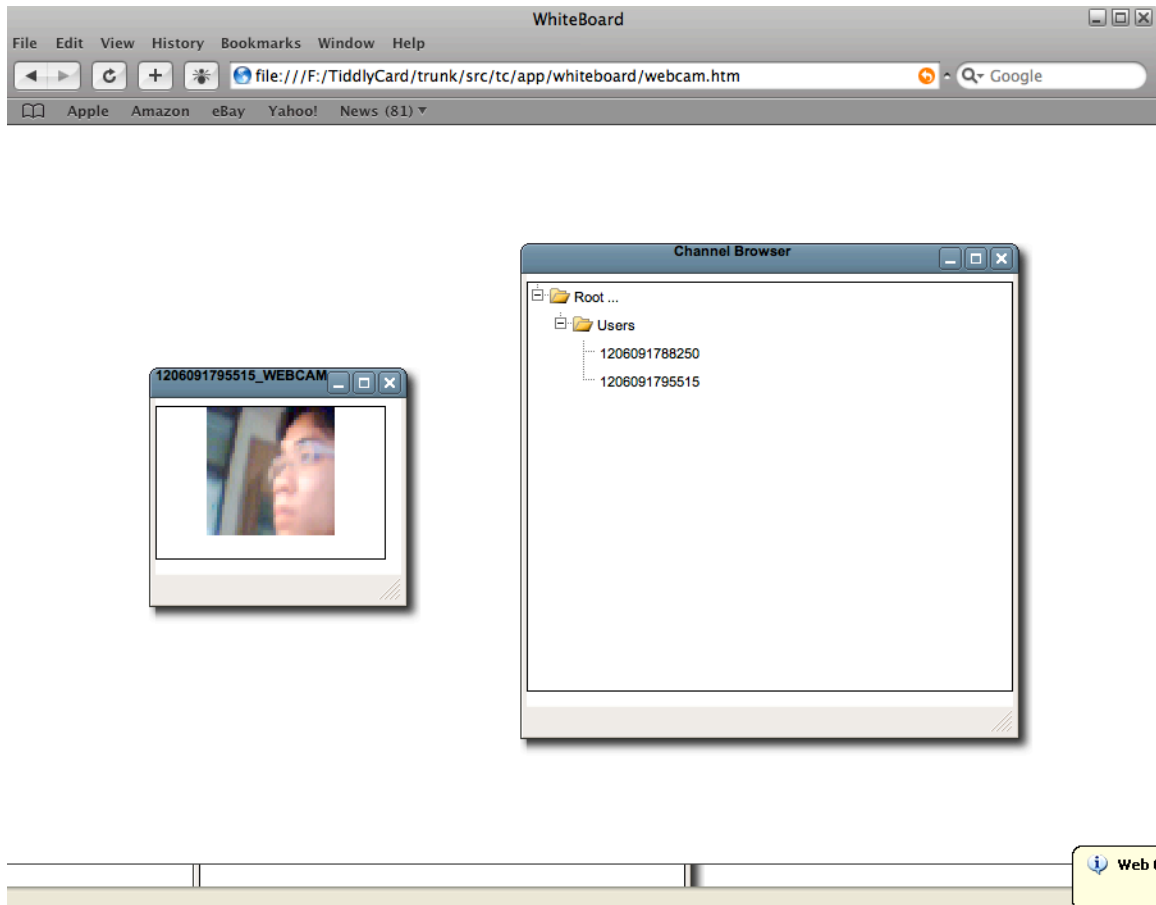 WhiteBoard
File Edit View History Bookmarks Window Help
file:///F:/TiddlyCard/trunk/src/tc/app/whiteboard/webcam.htm Google
Apple Amazon eBay Yahoo! News (81)
Channel Browser
Root ...
Users
1206091788250
1206091795515
1206091795515_WEBCAM
Web